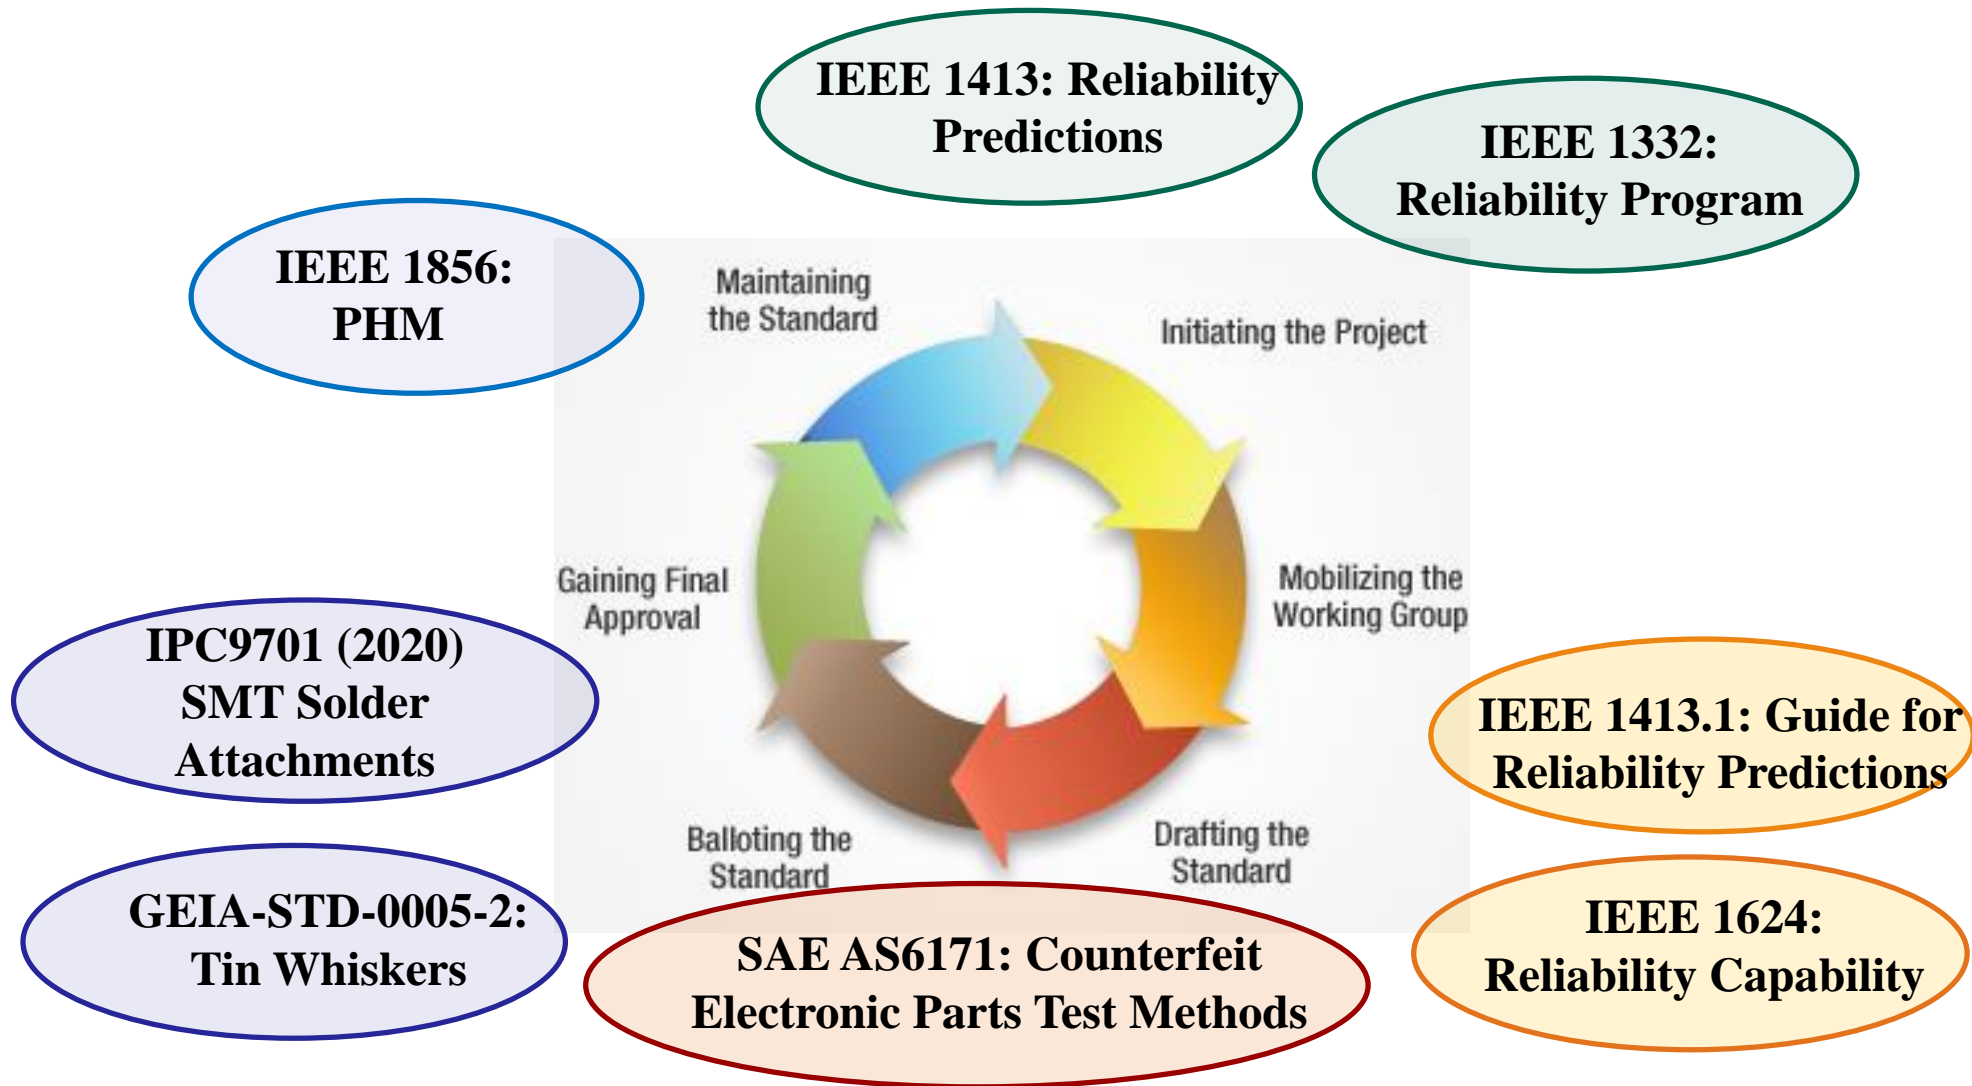 IEEE 1413: Reliability
Predictions
IEEE 1332:
Reliability Program
IEEE 1856:
PHM
Maintaining
the Standard
Initiating the Project
Gaining Final
Approval
Mobilizing the
Working Group
IPC9701 (2020)
SMT Solder
Attachments
IEEE 1413.1: Guide for
Reliability Predictions
Balloting the
Standard
Drafting the
Standard
GEIA-STD-0005-2:
Tin Whiskers
SAE AS6171: Counterfeit
Electronic Parts Test Methods
IEEE 1624:
Reliability Capability